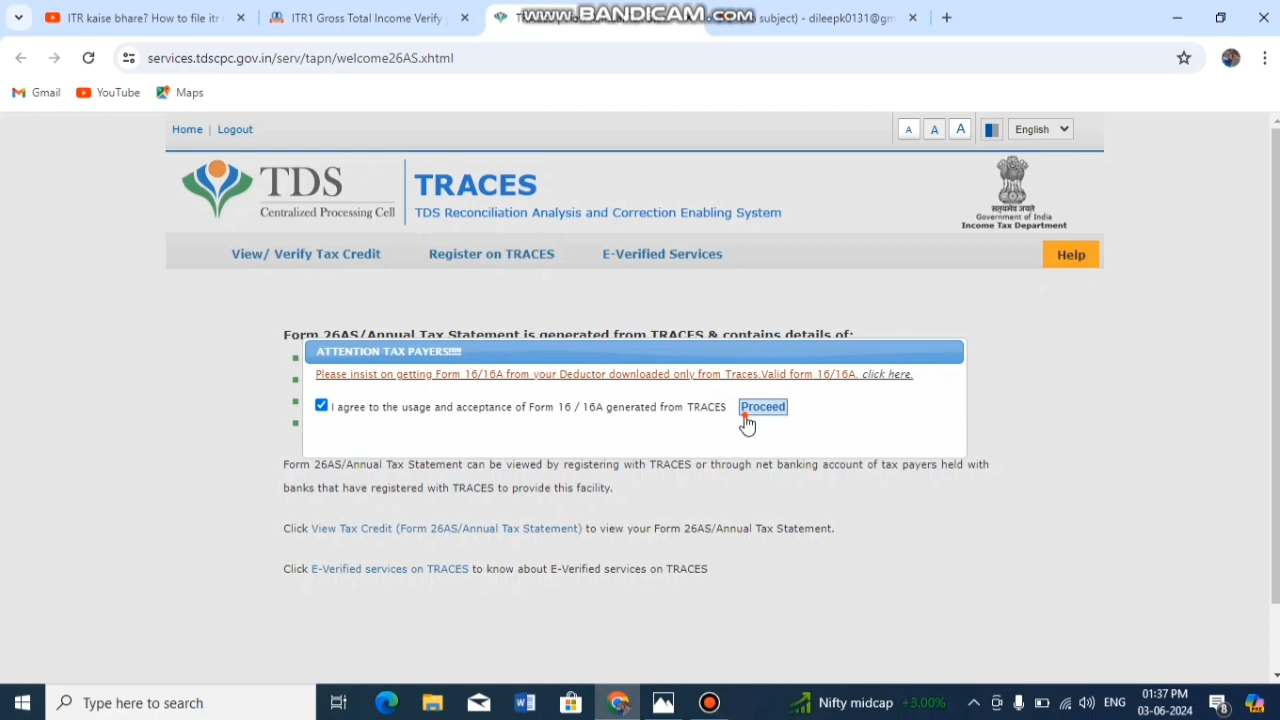 ITR kaise bhare? How to file itr
ITR1 Gross Total Income Verify
www.BANDICAM.com
subject) - dileepk0131@gm
services.tdscpc.gov.in/serv/tapn/welcome26AS.xhtml
Gmail YouTube Maps
Home | Logout
A A A English
TDS
Centralized Processing Cell
TRACES
TDS Reconciliation Analysis and Correction Enabling System
सत्यमेव जयते
Government of India
Income Tax Department
View/ Verify Tax Credit Register on TRACES E-Verified Services Help
Form 26AS/Annual Tax Statement is generated from TRACES & contains details of:
ATTENTION TAX PAYERS!!!!!
Please insist on getting Form 16/16A from your Deductor downloaded only from Traces.Valid form 16/16A. click here.
I agree to the usage and acceptance of Form 16 / 16A generated from TRACES Proceed
Form 26AS/Annual Tax Statement can be viewed by registering with TRACES or through net banking account of tax payers held with
banks that have registered with TRACES to provide this facility.
Click View Tax Credit (Form 26AS/Annual Tax Statement) to view your Form 26AS/Annual Tax Statement.
Click E-Verified services on TRACES to know about E-Verified services on TRACES
Type here to search
Nifty midcap +3.00%
ENG
01:37 PM
03-06-2024